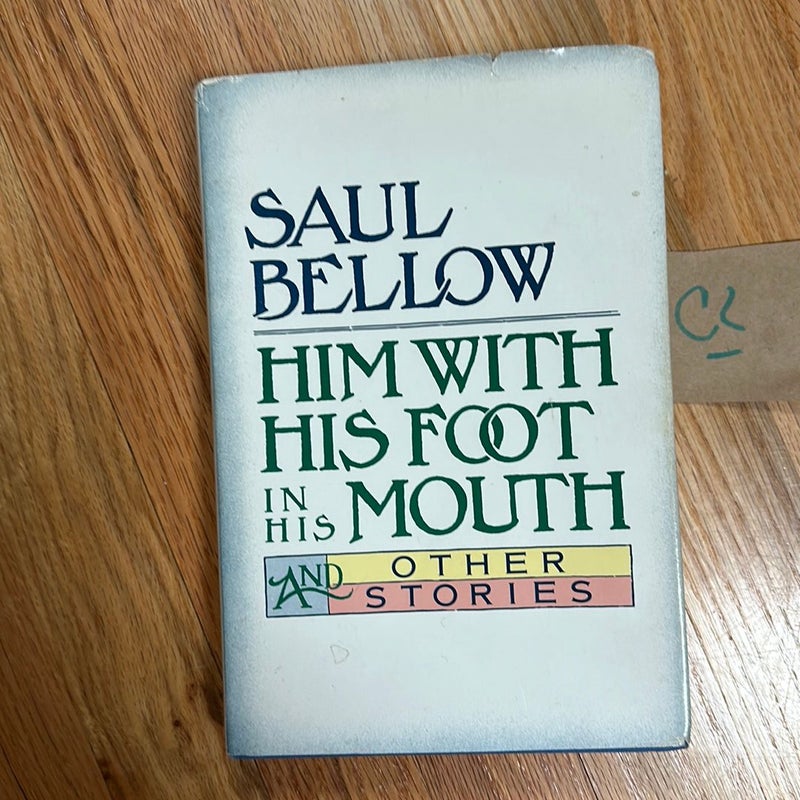 SAUL
BELLOW
HIM WITH
HIS FOOT
IN HIS MOUTH
AND OTHER
STORIES